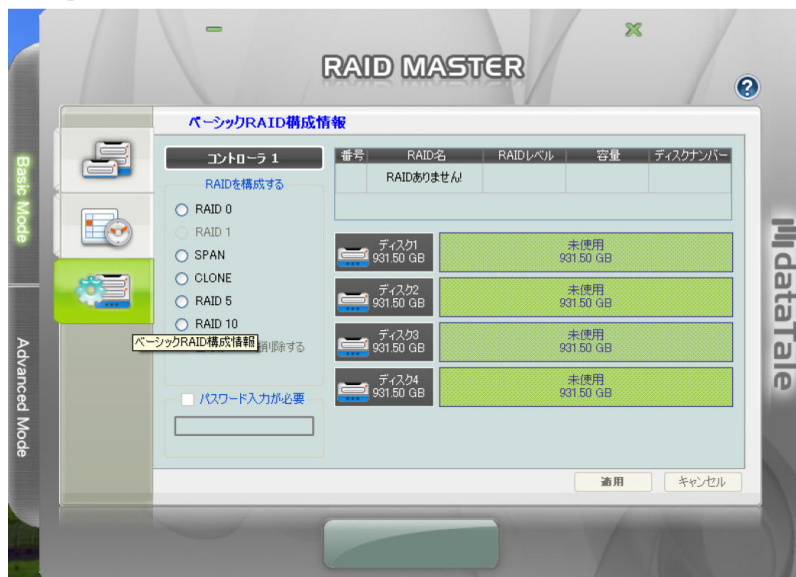 RAID MASTER
?
Basic Mode
Advanced Mode
dataTale
ベーシックRAID構成情報
コントローラ 1
RAIDを構成する
RAID 0
RAID 1
SPAN
CLONE
RAID 5
RAID 10
ベーシックRAID構成情報
削除する
パスワード入力が必要
番号 RAID名 RAIDレベル 容量 ディスクナンバー
RAIDありません!
ディスク1
931.50 GB
未使用
931.50 GB
ディスク2
931.50 GB
未使用
931.50 GB
ディスク3
931.50 GB
未使用
931.50 GB
ディスク4
931.50 GB
未使用
931.50 GB
適用 キャンセル